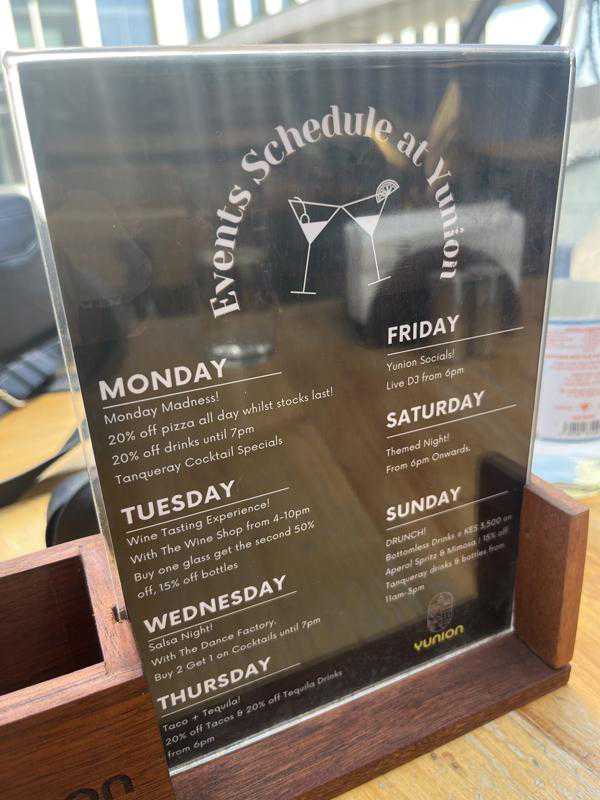 Events Schedule at Yunion
MONDAY
Monday Madness!
20% off pizza all day whilst stocks last!
20% off drinks until 7pm
Tanqueray Cocktail Specials
TUESDAY
Wine Tasting Experience!
With The Wine Shop from 4-10pm
Buy one glass get the second 50%
off, 15% off bottles
WEDNESDAY
Salsa Night!
With The Dance Factory.
Buy 2 Get 1 on Cocktails until 7pm
THURSDAY
Taco + Tequila!
20% off Tacos & 20% off Tequila Drinks
from 6pm
FRIDAY
Yunion Socials!
Live DJ from 6pm
SATURDAY
Themed Night!
From 6pm Onwards.
SUNDAY
DRUNCH!
Bottomless Drinks @ KES 3,500 on
Aperol Spritz & Mimosa | 15% off
Tanqueray drinks & bottles from
11am-5pm
YUNION